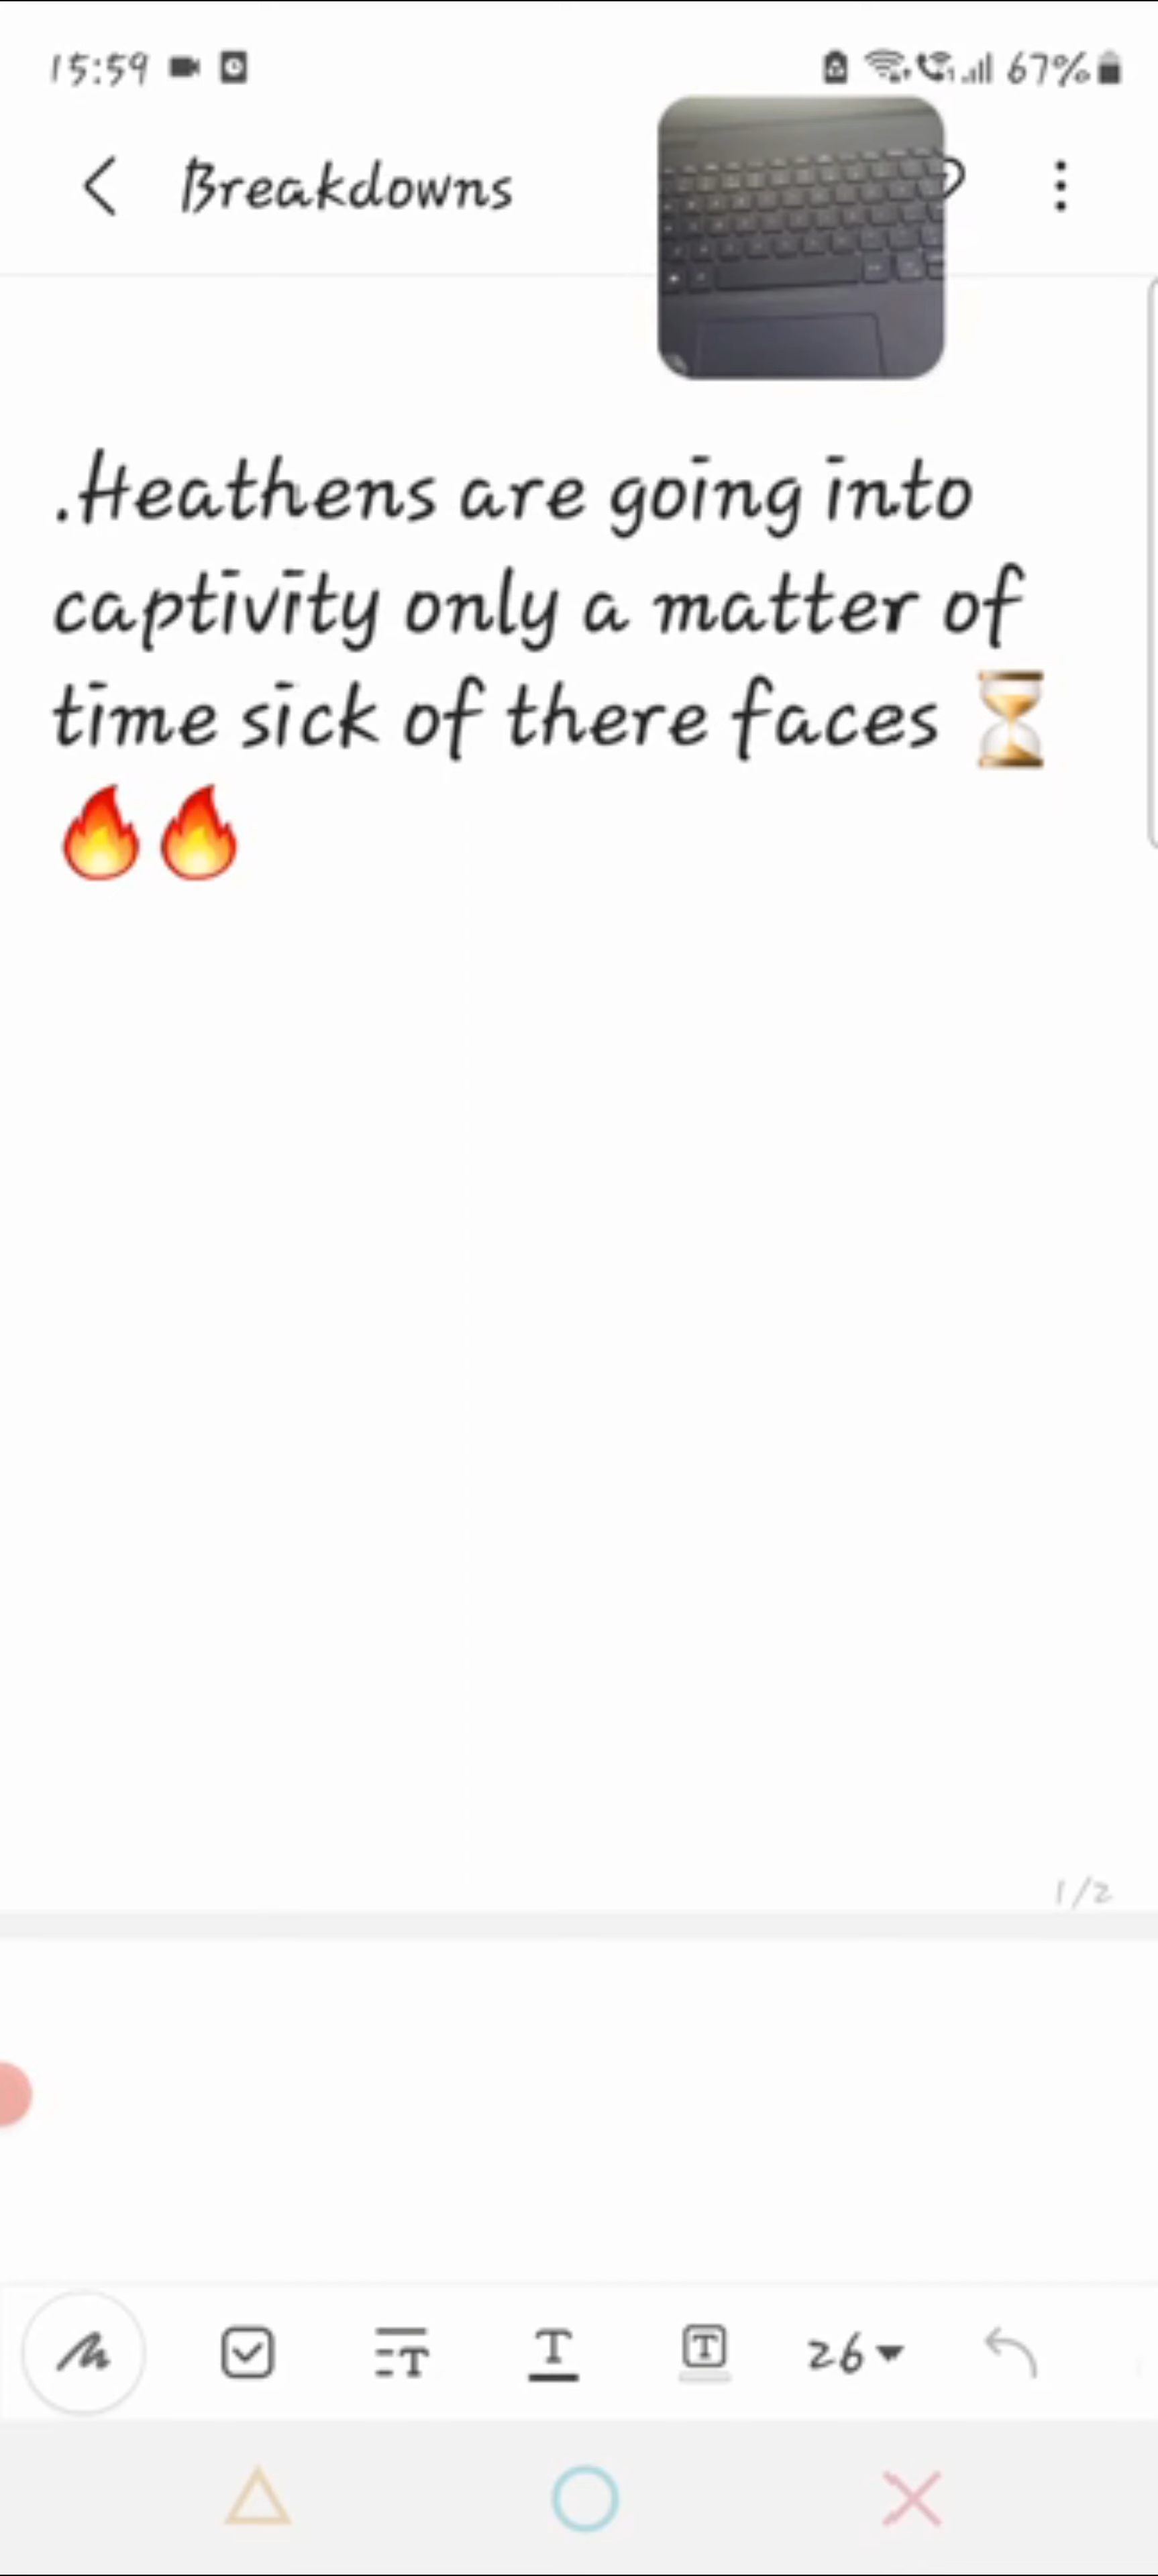 15:59 67%
Breakdowns
.Heathens are going into
captivity only a matter of
time sick of there faces ⏳
🔥🔥
1/2
T T T 26